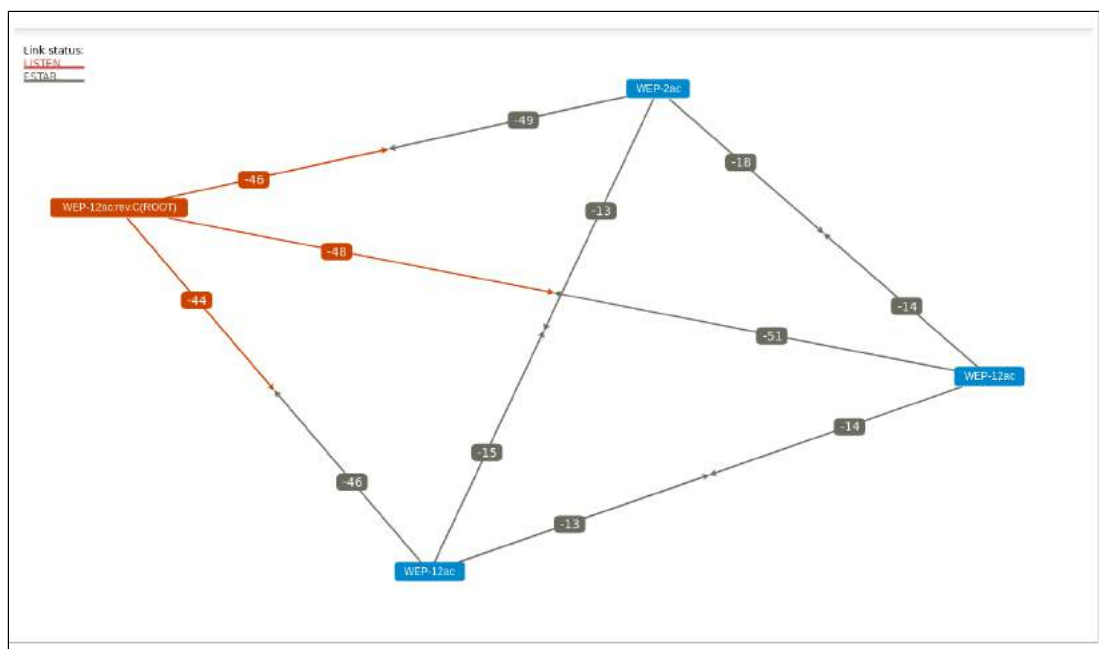 Link status:
LISTEN
ESTAB
WEP-2ac
-49
-18
-46
WEP-12ac:rev.C(ROOT)
-13
-48
-44
-14
-51
WEP-12ac
-14
-15
-46
-13
WEP-12ac